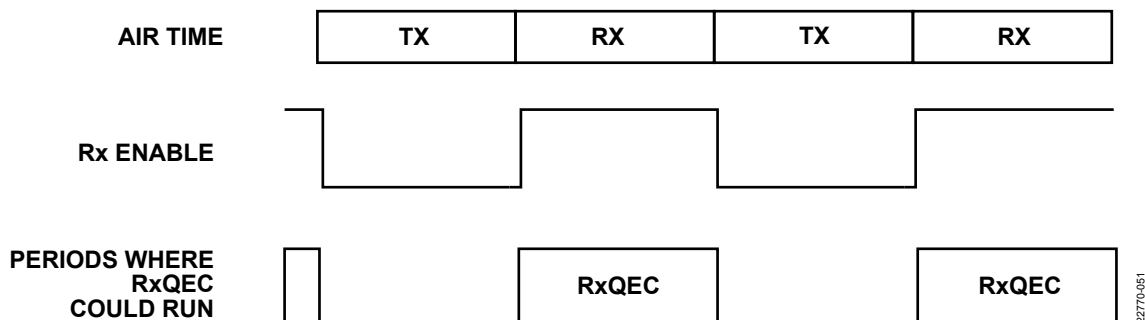 AIR TIME
TX RX TX RX
Rx ENABLE
PERIODS WHERE
RxQEC
COULD RUN
RxQEC RxQEC
22770-051